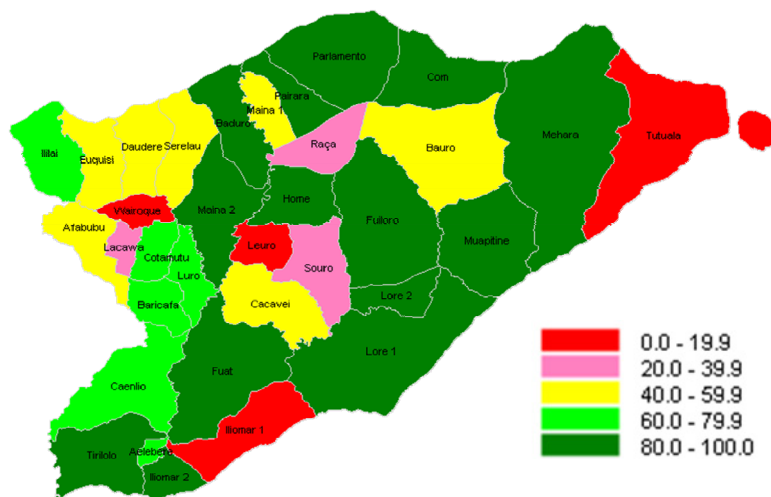 Parlamento
Com
Pairara
Maina 1
Baduro
Mehara
Tutuala
Ililai
Euquisi
Daudere
Serelau
Raça
Bauro
Home
Fuiloro
Maina 2
Wairoque
Afabubu
Lacawa
Cotamutu
Luro
Leuro
Souro
Muapitine
Baricafa
Cacavei
Lore 2
Lore 1
Fuat
Caenlio
Iliomar 1
Tirilolo
Aelebere
Iliomar 2
0.0 - 19.9
20.0 - 39.9
40.0 - 59.9
60.0 - 79.9
80.0 - 100.0